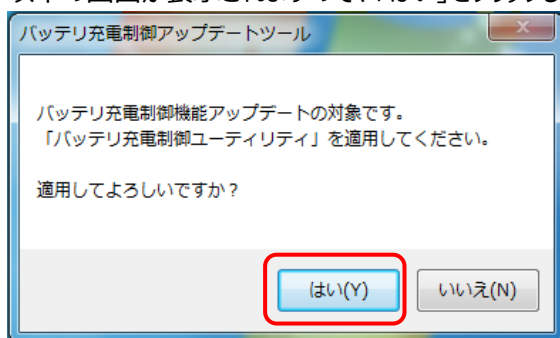 バッテリ充電制御アップデートツール
バッテリ充電制御機能アップデートの対象です。
「バッテリ充電制御ユーティリティ」を適用してください。
適用してよろしいですか？
はい(Y)
いいえ(N)